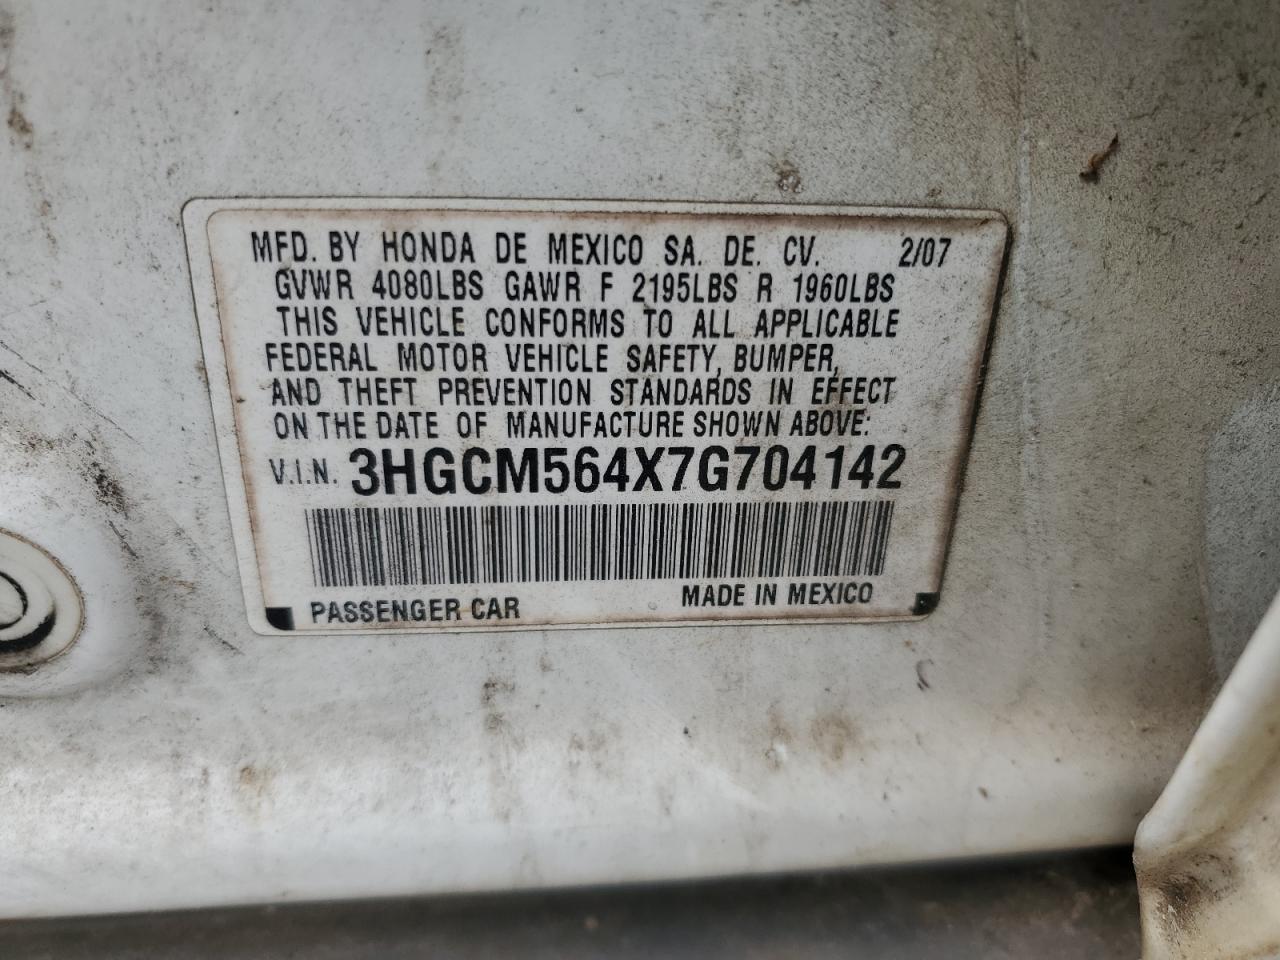 MFD. BY HONDA DE MEXICO SA. DE. CV. 2/07
GVWR 4080LBS GAWR F 2195LBS R 1960LBS
THIS VEHICLE CONFORMS TO ALL APPLICABLE
FEDERAL MOTOR VEHICLE SAFETY, BUMPER,
AND THEFT PREVENTION STANDARDS IN EFFECT
ON THE DATE OF MANUFACTURE SHOWN ABOVE:
V.I.N. 3HGCM564X7G704142
PASSENGER CAR MADE IN MEXICO